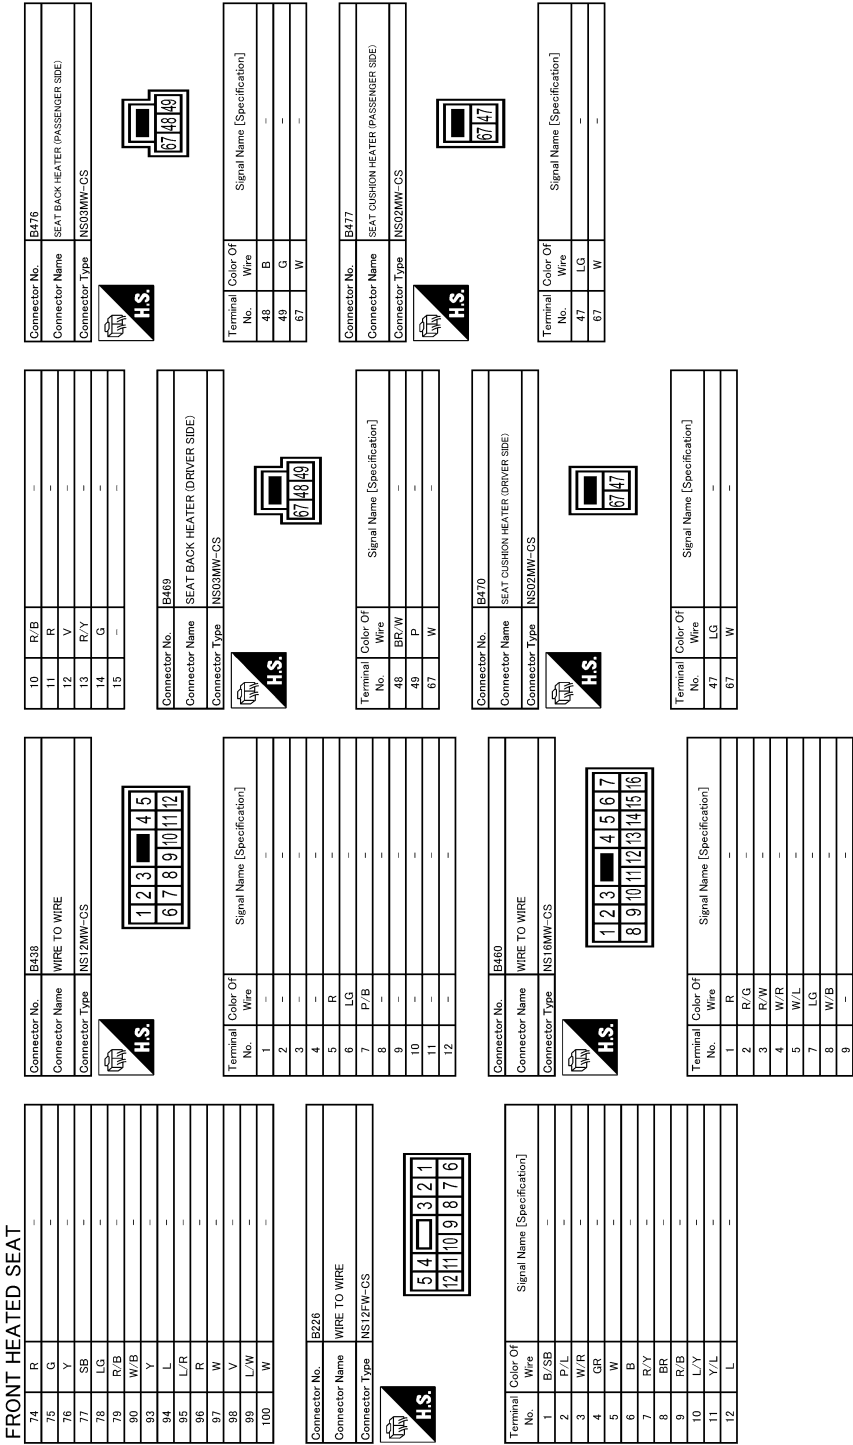 FRONT HEATED SEAT
74 R –
75 G –
76 Y –
77 SB –
78 LG –
79 R/B –
90 W/B –
93 Y –
94 L –
95 L/R –
96 R –
97 W –
98 V –
99 L/W –
100 W –
Connector No. B226
Connector Name WIRE TO WIRE
Connector Type NS12FW-CS
H.S.
5 4 3 2 1
12 11 10 9 8 7 6
Terminal No. Color Of Wire Signal Name [Specification]
1 B/SB –
2 P/L –
3 W/R –
4 GR –
5 W –
6 B –
7 R/Y –
8 BR –
9 R/B –
10 L/Y –
11 Y/L –
12 L –
Connector No. B438
Connector Name WIRE TO WIRE
Connector Type NS12MW-CS
H.S.
1 2 3 4 5
6 7 8 9 10 11 12
Terminal No. Color Of Wire Signal Name [Specification]
1 – –
2 – –
3 – –
4 – –
5 R –
6 LG –
7 P/B –
8 – –
9 – –
10 – –
11 – –
12 – –
Connector No. B460
Connector Name WIRE TO WIRE
Connector Type NS16MW-CS
H.S.
1 2 3 4 5 6 7
8 9 10 11 12 13 14 15 16
Terminal No. Color Of Wire Signal Name [Specification]
1 R –
2 R/G –
3 R/W –
4 W/R –
5 W/L –
7 LG –
8 W/B –
9 – –
10 R/B –
11 R –
12 V –
13 R/Y –
14 G –
15 – –
Connector No. B469
Connector Name SEAT BACK HEATER (DRIVER SIDE)
Connector Type NS03MW-CS
H.S.
67 48 49
Terminal No. Color Of Wire Signal Name [Specification]
48 BR/W –
49 P –
67 W –
Connector No. B470
Connector Name SEAT CUSHION HEATER (DRIVER SIDE)
Connector Type NS02MW-CS
H.S.
67 47
Terminal No. Color Of Wire Signal Name [Specification]
47 LG –
67 W –
Connector No. B476
Connector Name SEAT BACK HEATER (PASSENGER SIDE)
Connector Type NS03MW-CS
H.S.
67 48 49
Terminal No. Color Of Wire Signal Name [Specification]
48 B –
49 G –
67 W –
Connector No. B477
Connector Name SEAT CUSHION HEATER (PASSENGER SIDE)
Connector Type NS02MW-CS
H.S.
67 47
Terminal No. Color Of Wire Signal Name [Specification]
47 LG –
67 W –